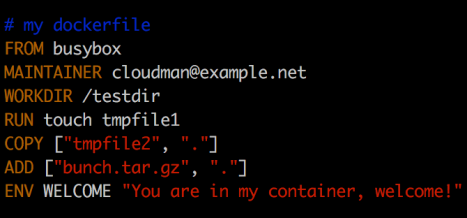 # my dockerfile
FROM busybox
MAINTAINER cloudman@example.net
WORKDIR /testdir
RUN touch tmpfile1
COPY ["tmpfile2", "."]
ADD ["bunch.tar.gz", "."]
ENV WELCOME "You are in my container, welcome!"